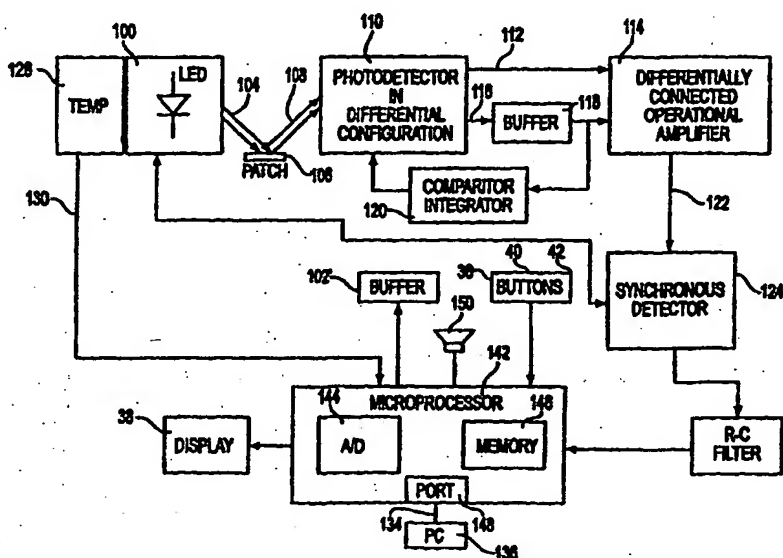 100
110
112
114
126
LED
TEMP
104
108
PHOTODETECTOR
IN
DIFFERENTIAL
CONFIGURATION
116
BUFFER
118
DIFFERENTIALLY
CONNECTED
OPERATIONAL
AMPLIFIER
PATCH
106
COMPARITOR
INTEGRATOR
120
122
130
102
BUFFER
150
40
42
BUTTONS
SYNCHRONOUS
DETECTOR
124
142
MICROPROCESSOR
144
A/D
146
MEMORY
38
DISPLAY
R-C
FILTER
PORT
148
134
PC
136